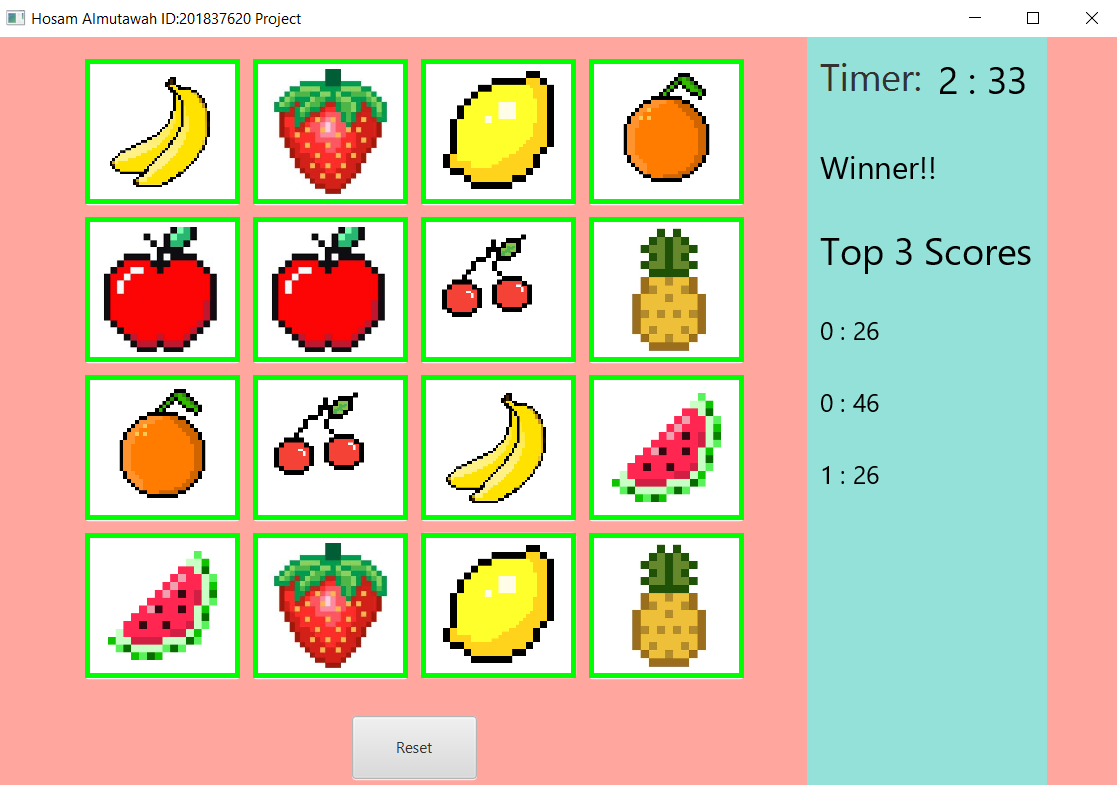 Hosam Almutawah ID:201837620 Project
Timer: 2 : 33
Winner!!
Top 3 Scores
0 : 26
0 : 46
1 : 26
Reset